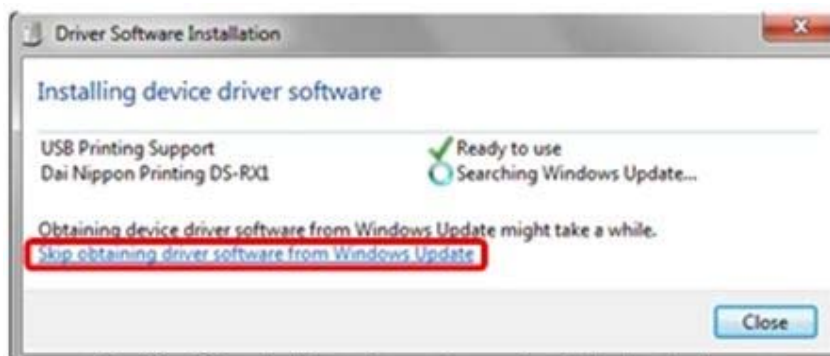 Driver Software Installation
Installing device driver software
USB Printing Support Ready to use
Dai Nippon Printing DS-RX1 Searching Windows Update...
Obtaining device driver software from Windows Update might take a while.
Skip obtaining driver software from Windows Update
Close